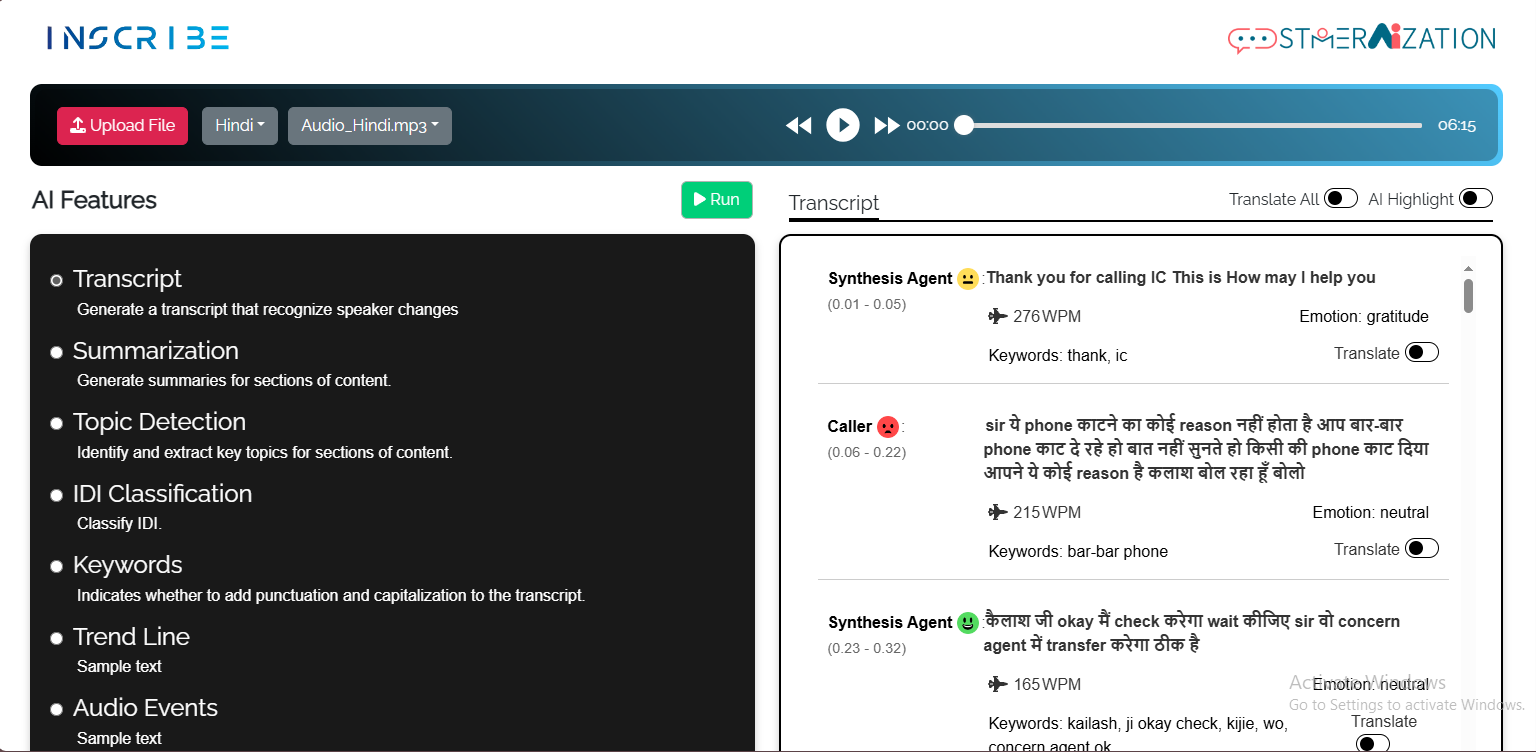 INSCRIBE
CUSTMERAIZATION
Upload File
Hindi
Audio_Hindi.mp3
00:00
06:15
AI Features
Run
Transcript
Generate a transcript that recognize speaker changes
Summarization
Generate summaries for sections of content.
Topic Detection
Identify and extract key topics for sections of content.
IDI Classification
Classify IDI.
Keywords
Indicates whether to add punctuation and capitalization to the transcript.
Trend Line
Sample text
Audio Events
Sample text
Transcript
Translate All
AI Highlight
Synthesis Agent : Thank you for calling IC This is How may I help you
(0.01 - 0.05)
276 WPM
Emotion: gratitude
Keywords: thank, ic
Translate
Caller : sir ये phone काटने का कोई reason नहीं होता है आप बार-बार
(0.06 - 0.22)
phone काट दे रहे हो बात नहीं सुनते हो किसी की phone काट दिया
आपने ये कोई reason है कलाश बोल रहा हूँ बोलो
215 WPM
Emotion: neutral
Keywords: bar-bar phone
Translate
Synthesis Agent : कैलाश जी okay मैं check करेगा wait कीजिए sir वो concern
(0.23 - 0.32)
agent में transfer करेगा ठीक है
165 WPM
Emotion: neutral
Keywords: kailash, ji okay check, kijie, wo,
concern agent ok
Translate
Activate Windows
Go to Settings to activate Windows.